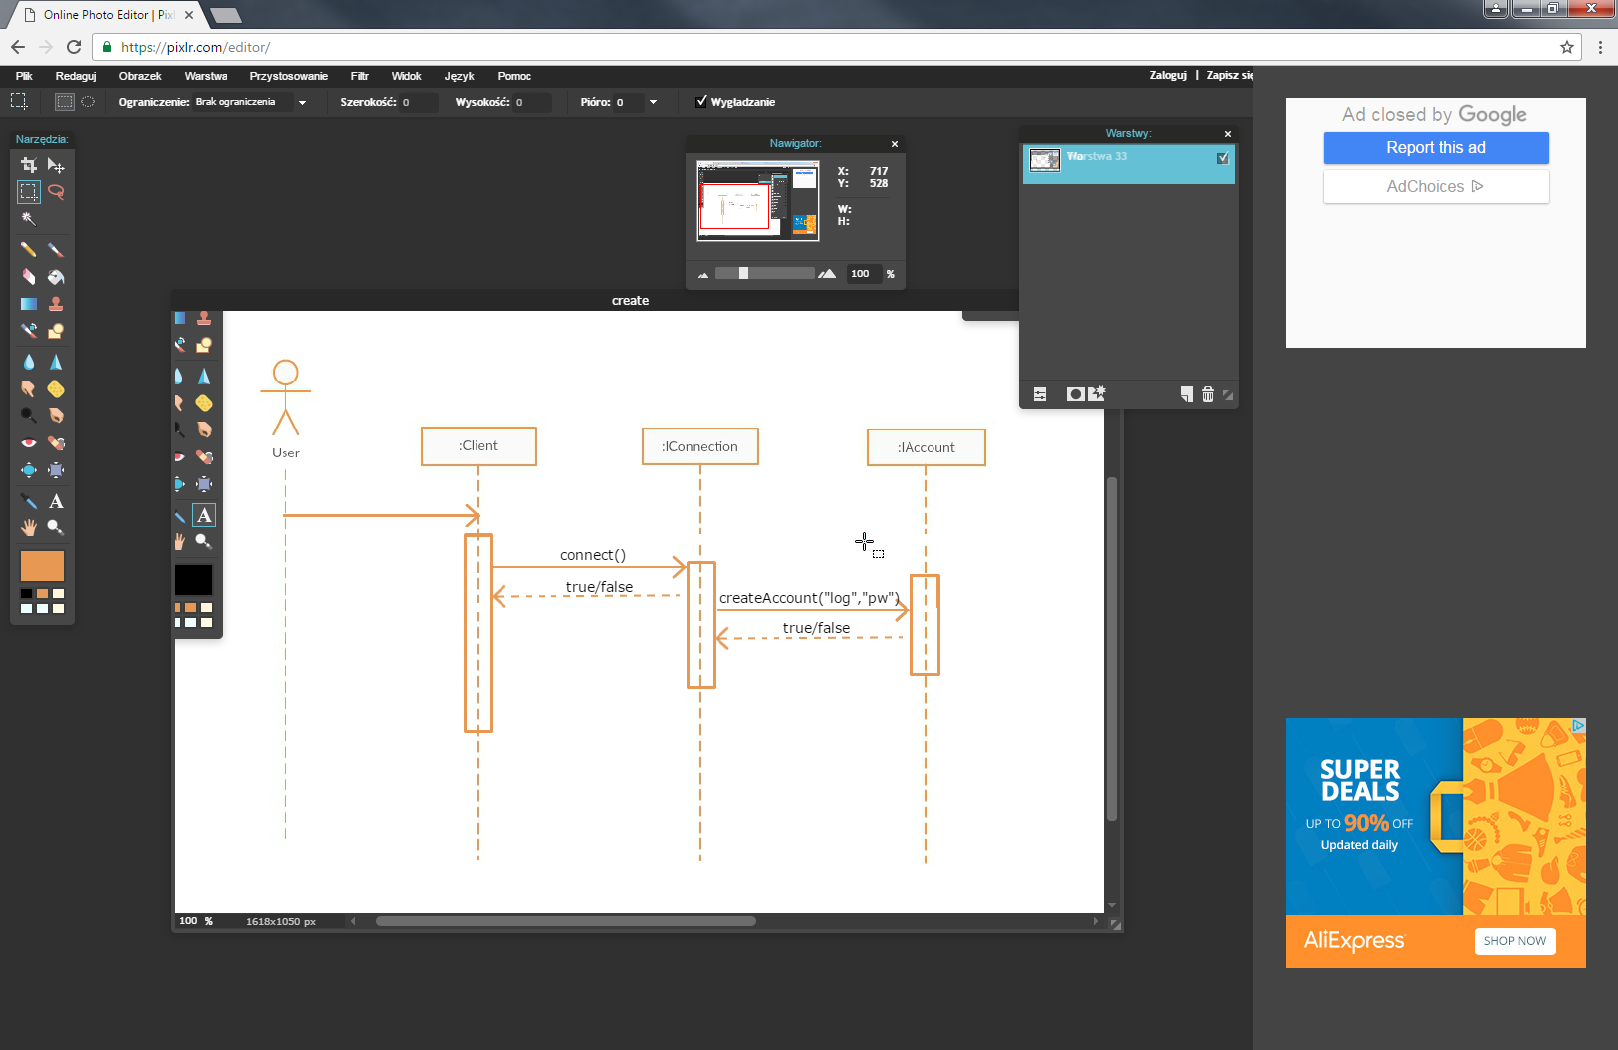 Online Photo Editor | Pix
https://pixlr.com/editor/
Plik Redaguj Obrazek Warstwa Przystosowanie Filtr Widok Język Pomoc
Zaloguj | Zapisz się
Ograniczenie: Brak ograniczenia Szerokość: 0 Wysokość: 0 Pióro: 0 Wygładzanie
Narzędzia:
Nawigator:
X: 717
Y: 528
W:
H:
100 %
Warstwy:
Warstwa 33
Ad closed by Google
Report this ad
AdChoices
create
User
:Client
:IConnection
:IAccount
connect()
true/false
createAccount("log","pw")
true/false
100 % 1618x1050 px
SUPER
DEALS
UP TO 90% OFF
Updated daily
AliExpress
SHOP NOW